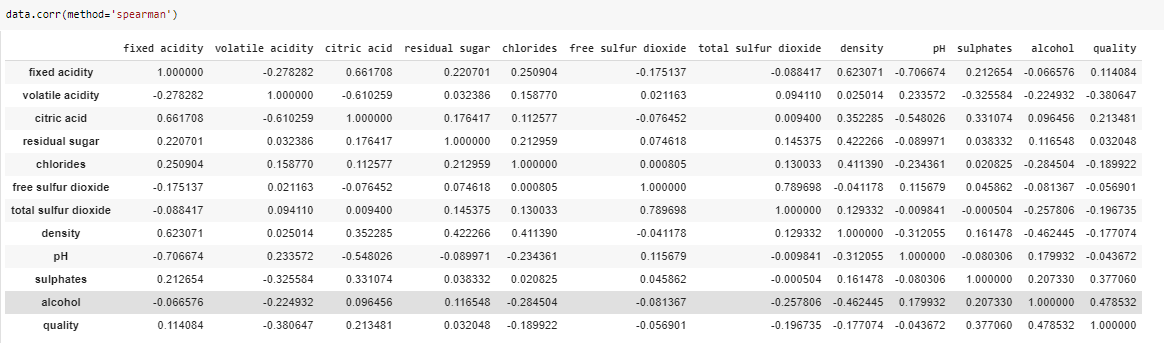 data.corr(method='spearman')
fixed acidity volatile acidity citric acid residual sugar chlorides free sulfur dioxide total sulfur dioxide density pH sulphates alcohol quality
fixed acidity 1.000000 -0.278282 0.661708 0.220701 0.250904 -0.175137 -0.088417 0.623071 -0.706674 0.212654 -0.066576 0.114084
volatile acidity -0.278282 1.000000 -0.610259 0.032386 0.158770 0.021163 0.094110 0.025014 0.233572 -0.325584 -0.224932 -0.380647
citric acid 0.661708 -0.610259 1.000000 0.176417 0.112577 -0.076452 0.009400 0.352285 -0.548026 0.331074 0.096456 0.213481
residual sugar 0.220701 0.032386 0.176417 1.000000 0.212959 0.074618 0.145375 0.422266 -0.089971 0.038332 0.116548 0.032048
chlorides 0.250904 0.158770 0.112577 0.212959 1.000000 0.000805 0.130033 0.411390 -0.234361 0.020825 -0.284504 -0.189922
free sulfur dioxide -0.175137 0.021163 -0.076452 0.074618 0.000805 1.000000 0.789698 -0.041178 0.115679 0.045862 -0.081367 -0.056901
total sulfur dioxide -0.088417 0.094110 0.009400 0.145375 0.130033 0.789698 1.000000 0.129332 -0.009841 -0.000504 -0.257806 -0.196735
density 0.623071 0.025014 0.352285 0.422266 0.411390 -0.041178 0.129332 1.000000 -0.312055 0.161478 -0.462445 -0.177074
pH -0.706674 0.233572 -0.548026 -0.089971 -0.234361 0.115679 -0.009841 -0.312055 1.000000 -0.080306 0.179932 -0.043672
sulphates 0.212654 -0.325584 0.331074 0.038332 0.020825 0.045862 -0.000504 0.161478 -0.080306 1.000000 0.207330 0.377060
alcohol -0.066576 -0.224932 0.096456 0.116548 -0.284504 -0.081367 -0.257806 -0.462445 0.179932 0.207330 1.000000 0.478532
quality 0.114084 -0.380647 0.213481 0.032048 -0.189922 -0.056901 -0.196735 -0.177074 -0.043672 0.377060 0.478532 1.000000